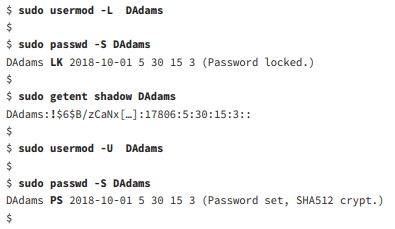 $ sudo usermod -L  DAdams
$
$ sudo passwd -S DAdams
DAdams LK 2018-10-01 5 30 15 3 (Password locked.)
$
$ sudo getent shadow DAdams
DAdams:!$6$B/zCaNx[…]:17806:5:30:15:3::
$
$ sudo usermod -U  DAdams
$
$ sudo passwd -S DAdams
DAdams PS 2018-10-01 5 30 15 3 (Password set, SHA512 crypt.)
$